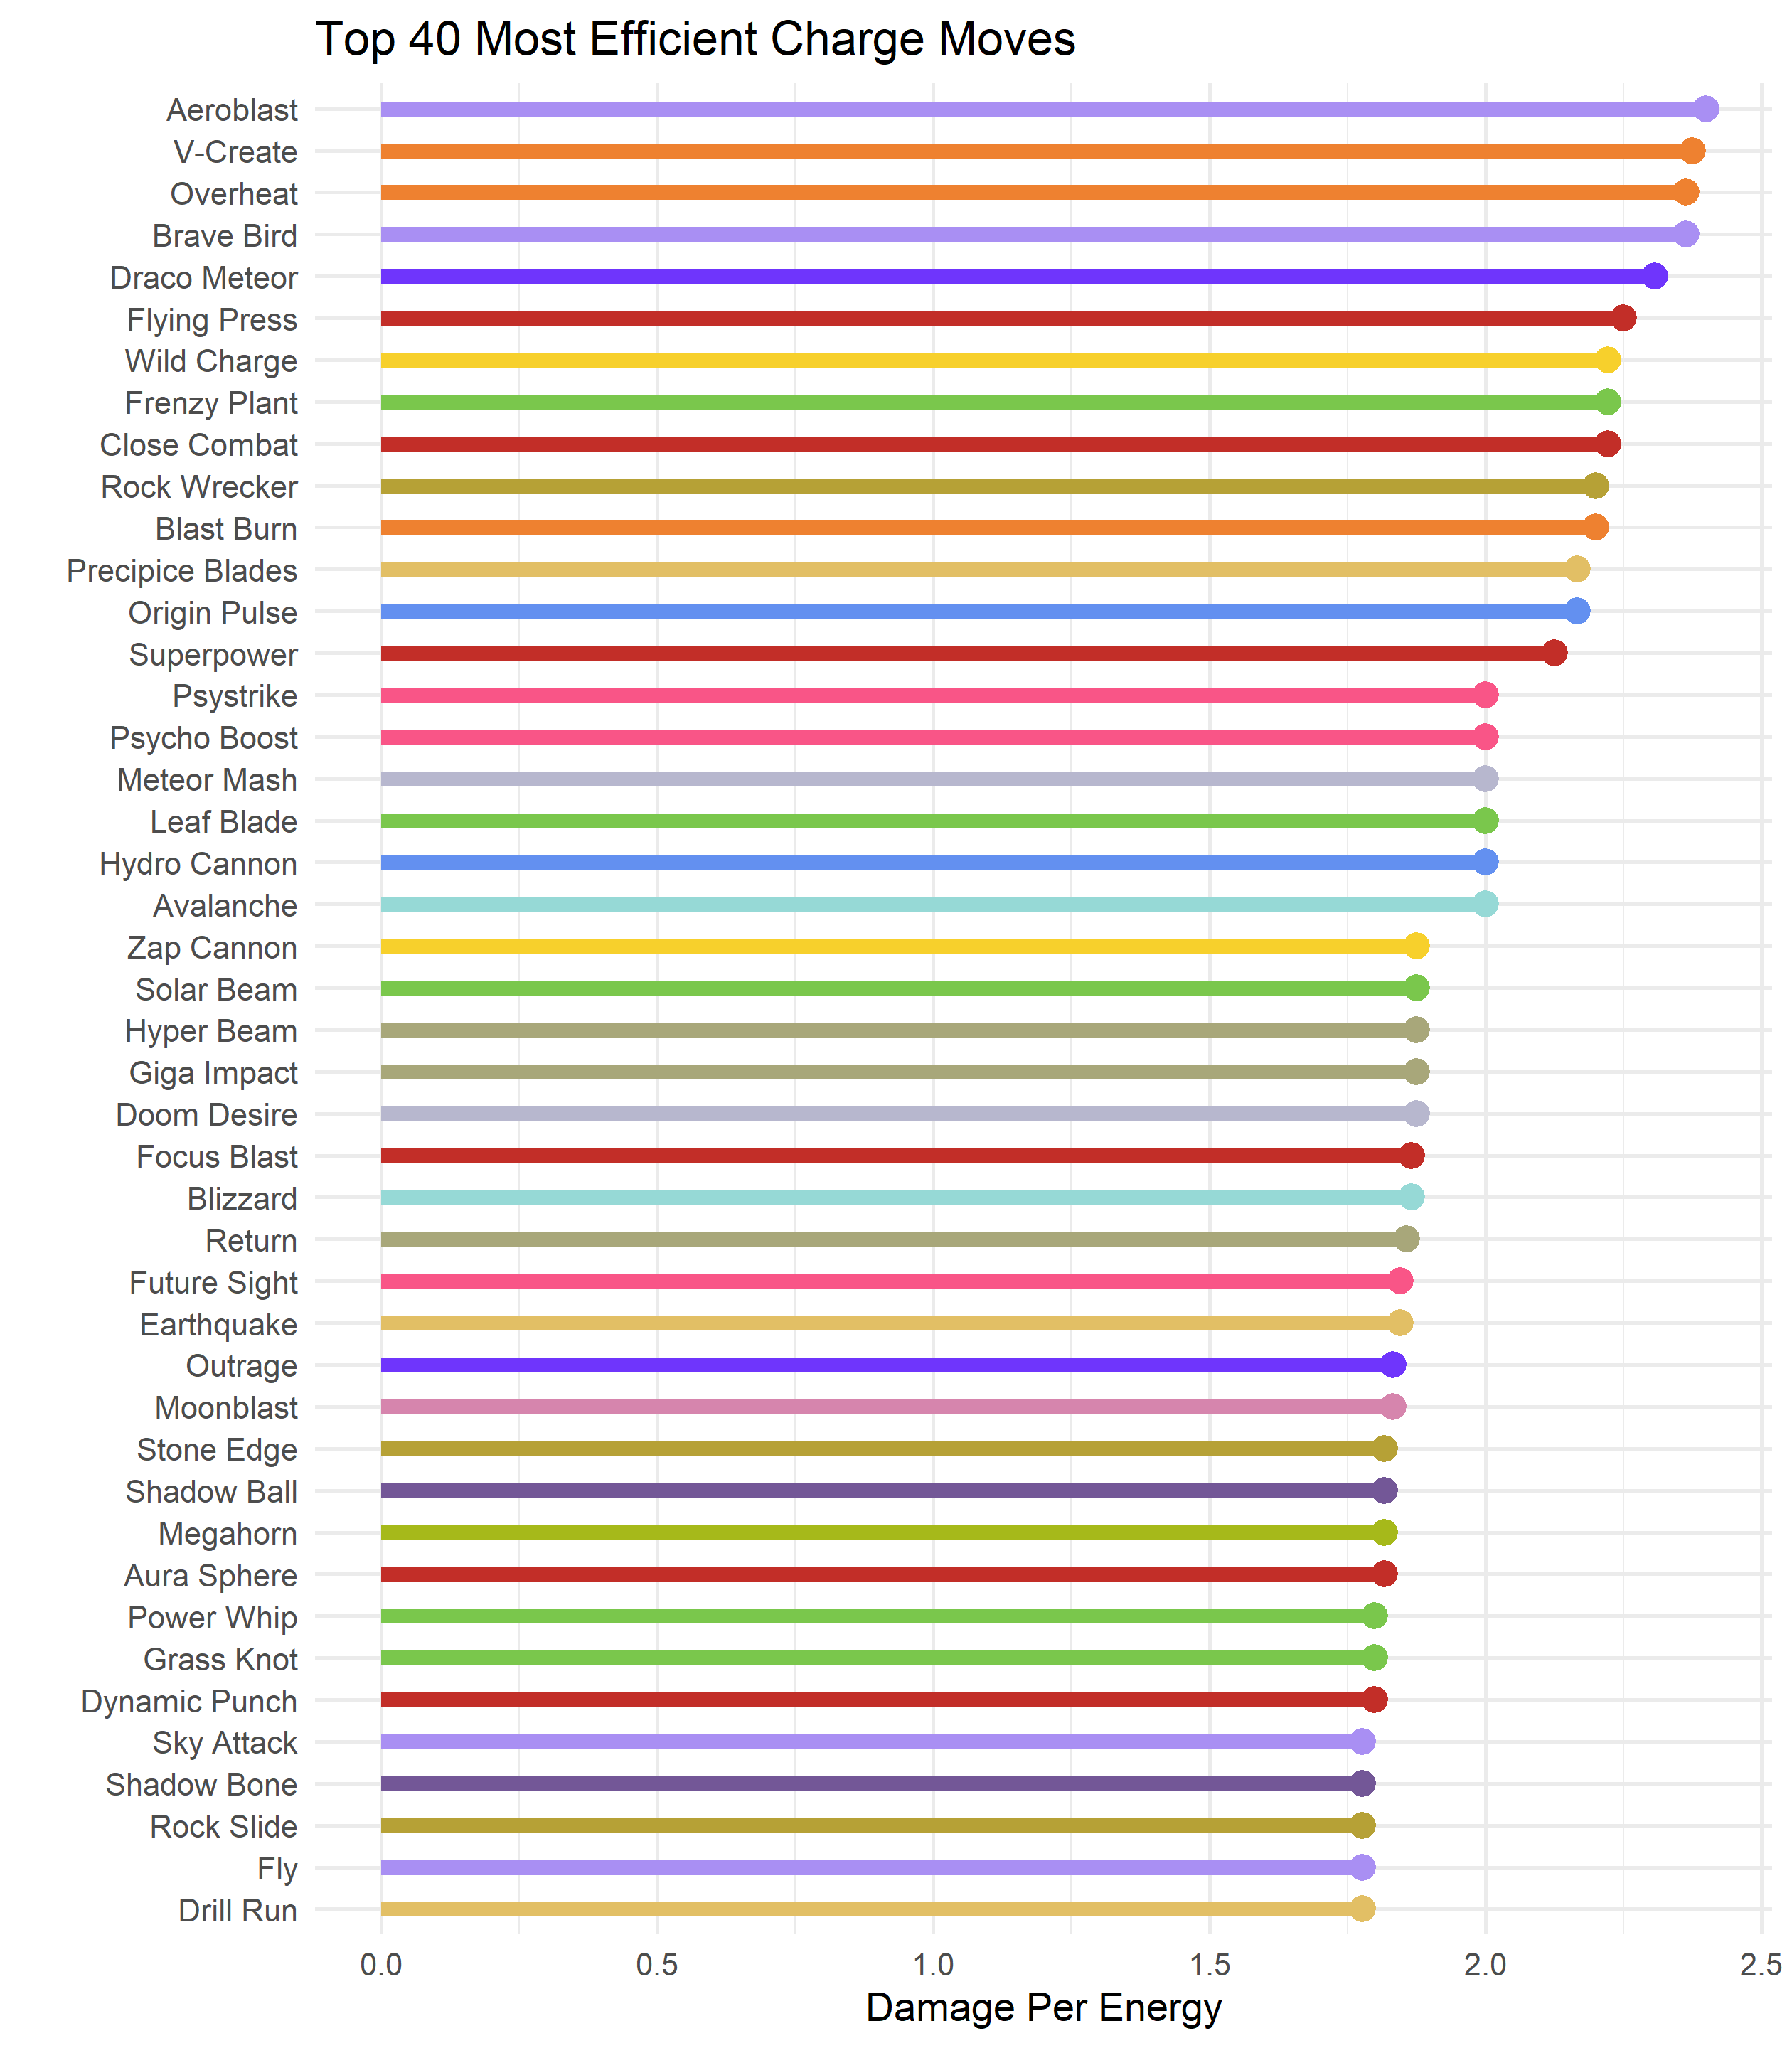 Top 40 Most Efficient Charge Moves
Aeroblast
V-Create
Overheat
Brave Bird
Draco Meteor
Flying Press
Wild Charge
Frenzy Plant
Close Combat
Rock Wrecker
Blast Burn
Precipice Blades
Origin Pulse
Superpower
Psystrike
Psycho Boost
Meteor Mash
Leaf Blade
Hydro Cannon
Avalanche
Zap Cannon
Solar Beam
Hyper Beam
Giga Impact
Doom Desire
Focus Blast
Blizzard
Return
Future Sight
Earthquake
Outrage
Moonblast
Stone Edge
Shadow Ball
Megahorn
Aura Sphere
Power Whip
Grass Knot
Dynamic Punch
Sky Attack
Shadow Bone
Rock Slide
Fly
Drill Run
0.0 0.5 1.0 1.5 2.0 2.5
Damage Per Energy